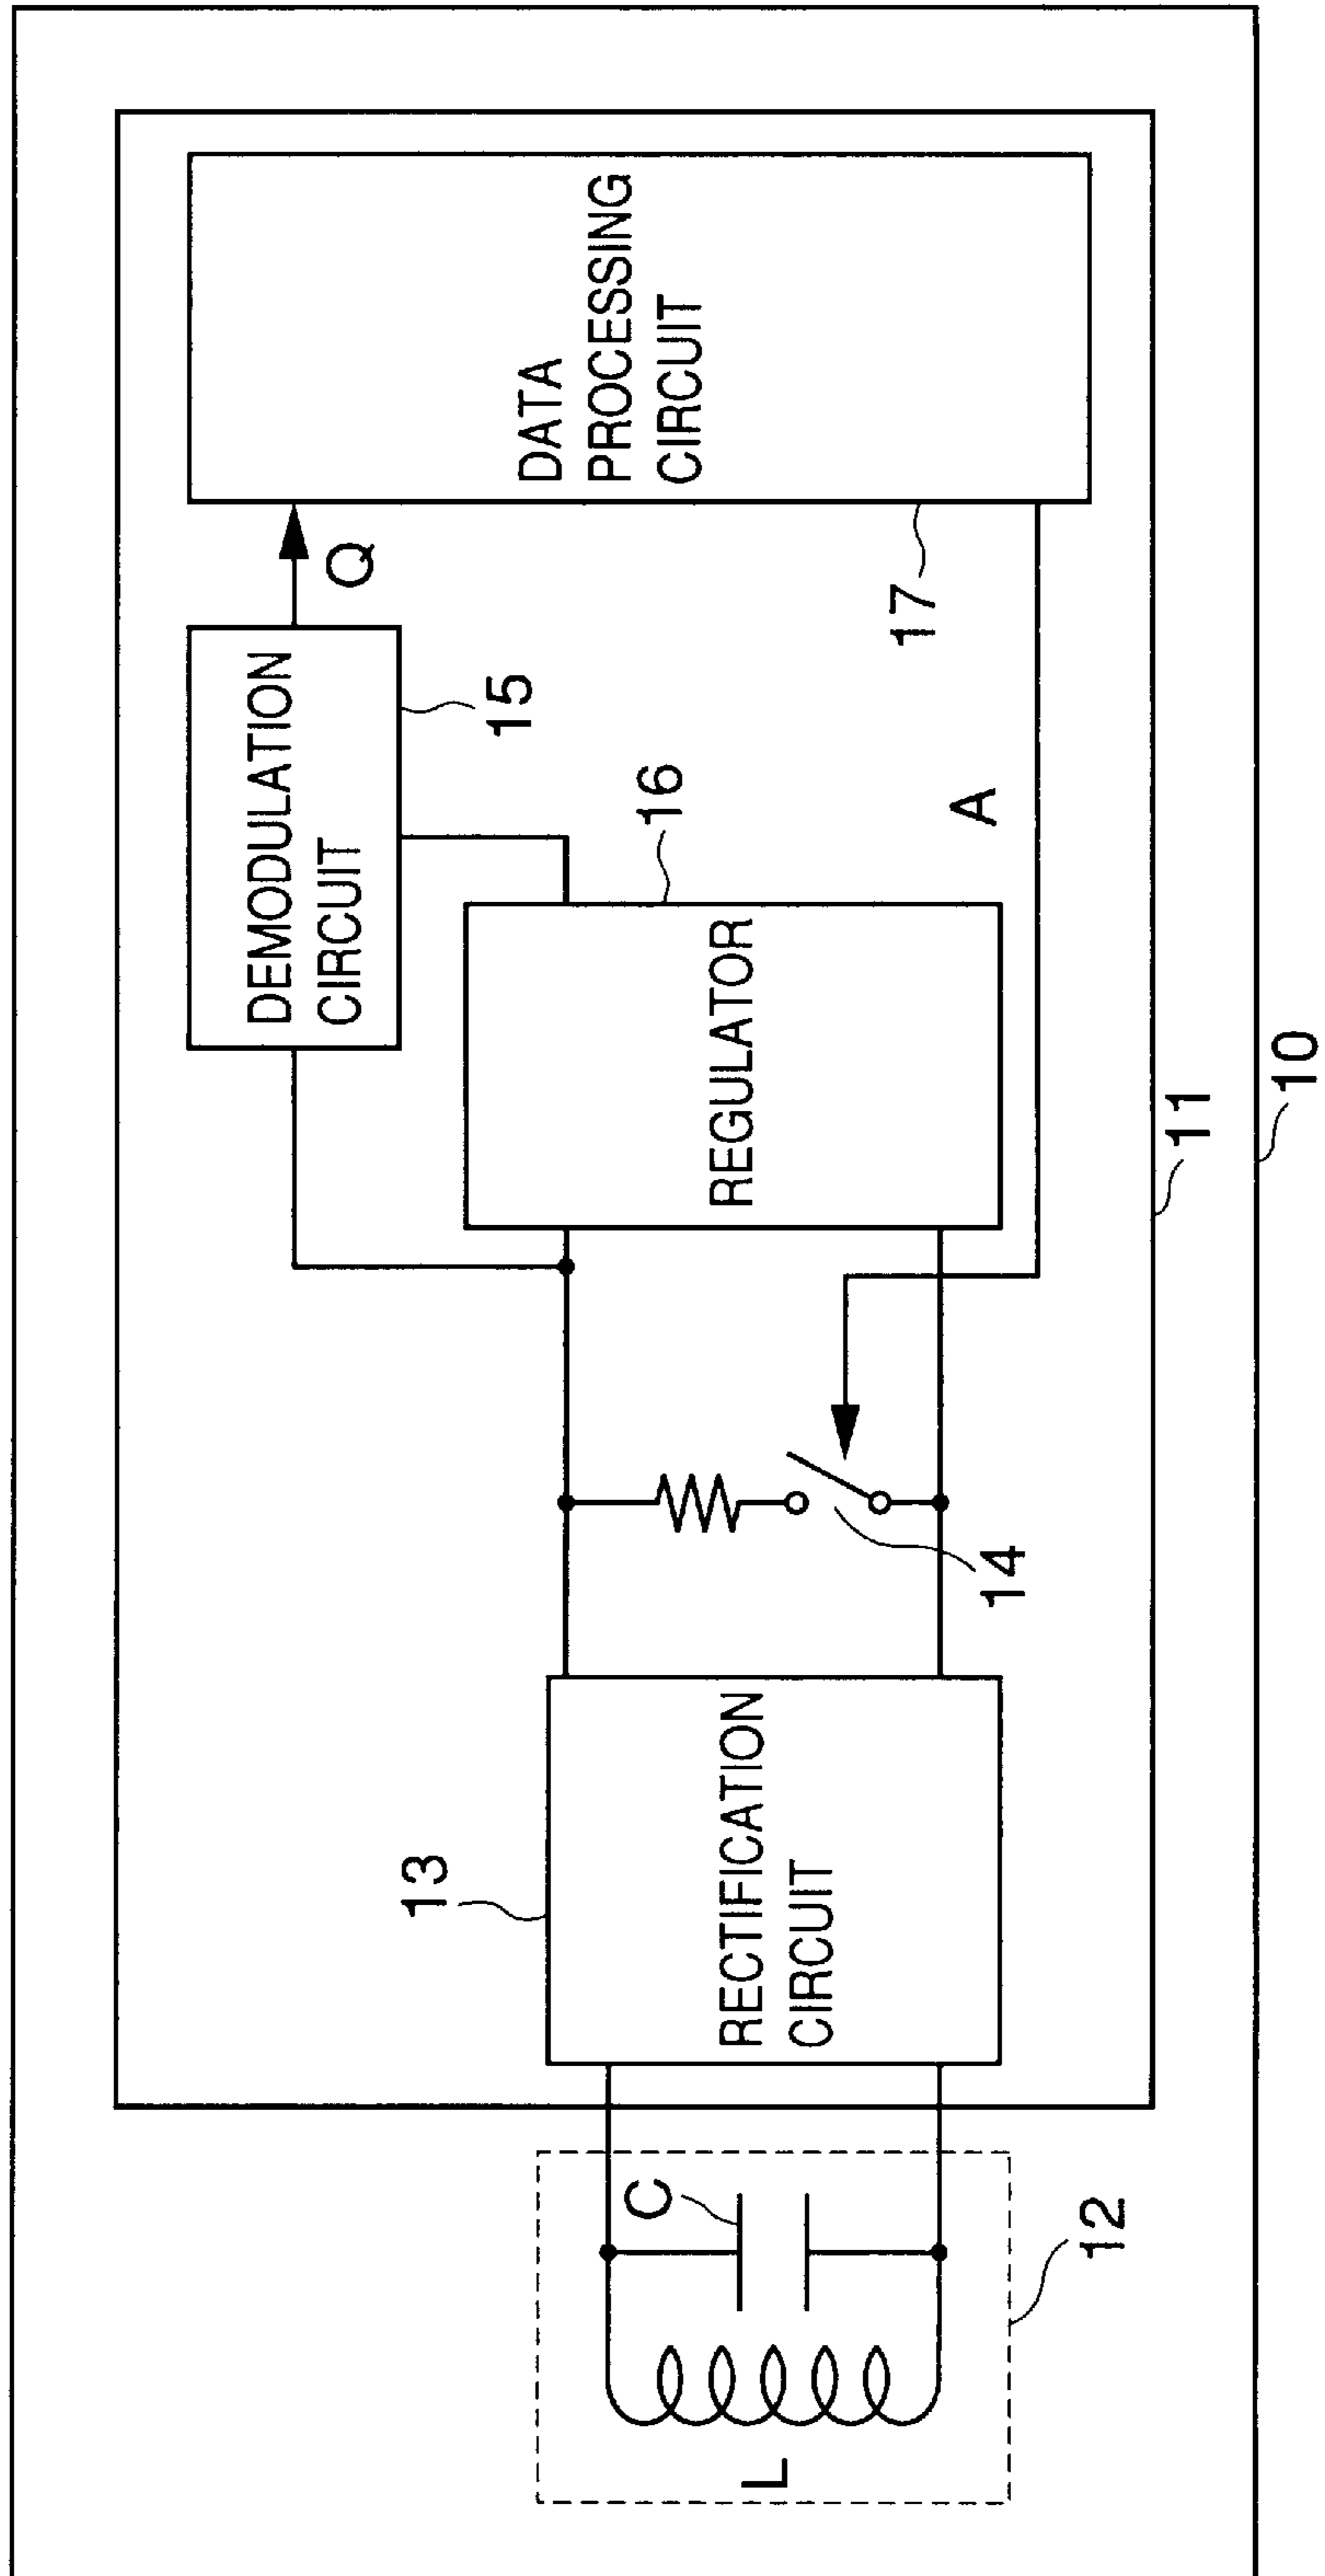 DEMODULATION
CIRCUIT
15
Q
DATA
PROCESSING
CIRCUIT
17
13
RECTIFICATION
CIRCUIT
14
REGULATOR
16
A
L
C
12
11
10